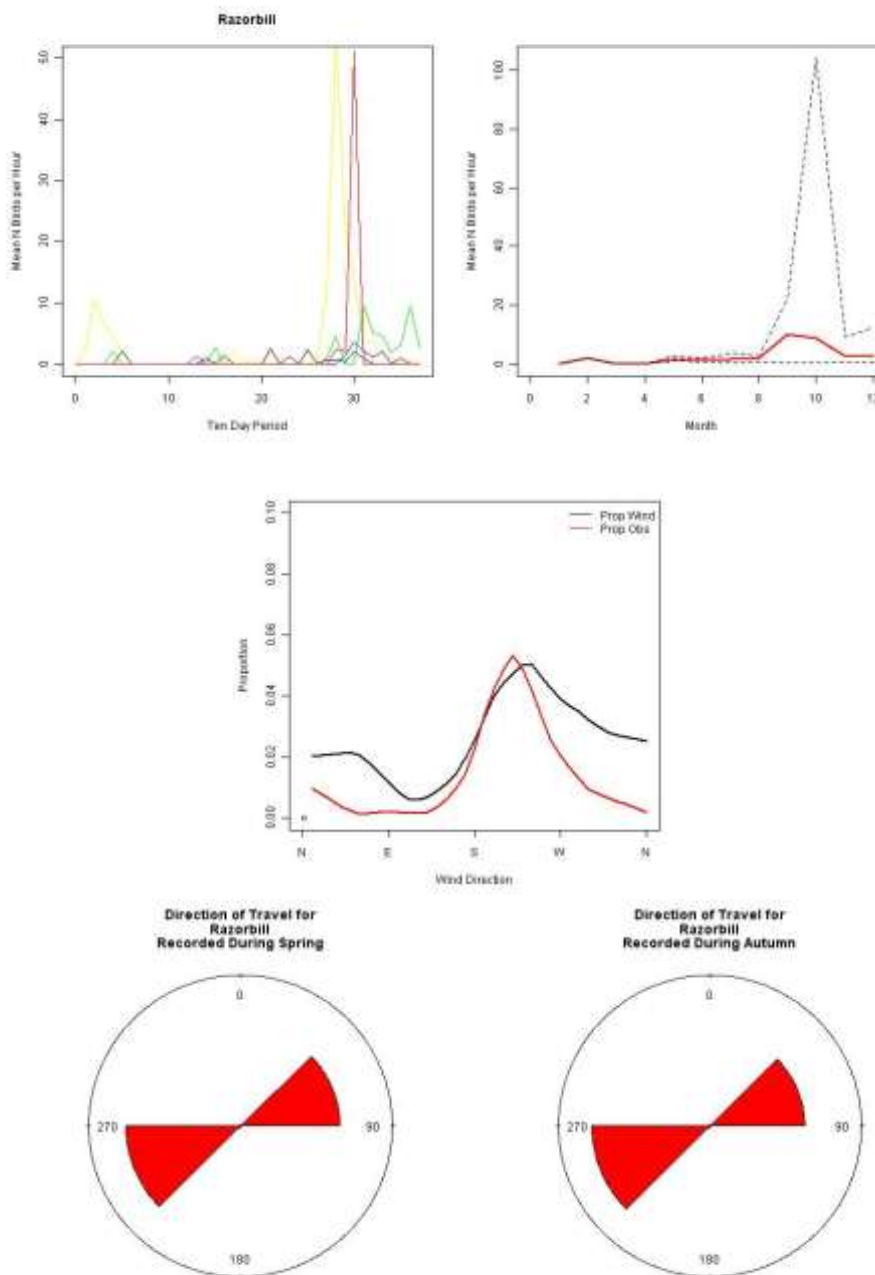 Razorbill
Mean N Birds per Hour
0 10 20 30 40 50
0 10 20 30
Ten Day Period
Mean N Birds per Hour
0 20 40 60 80 100
0 2 4 6 8 10 12
Month
Prop Wind
Prop Obs
Proportion
0.00 0.02 0.04 0.06 0.08 0.10
N E S W N
Wind Direction
Direction of Travel for
Razorbill
Recorded During Spring
0
270 90
180
Direction of Travel for
Razorbill
Recorded During Autumn
0
270 90
180